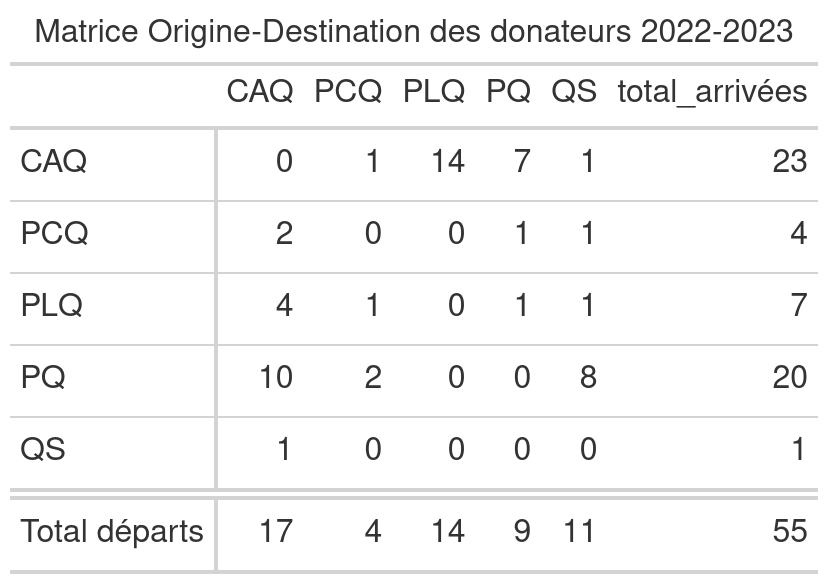 Matrice Origine-Destination des donateurs 2022-2023
CAQ PCQ PLQ PQ QS total_arrivées
CAQ 0 1 14 7 1 23
PCQ 2 0 0 1 1 4
PLQ 4 1 0 1 1 7
PQ 10 2 0 0 8 20
QS 1 0 0 0 0 1
Total départs 17 4 14 9 11 55